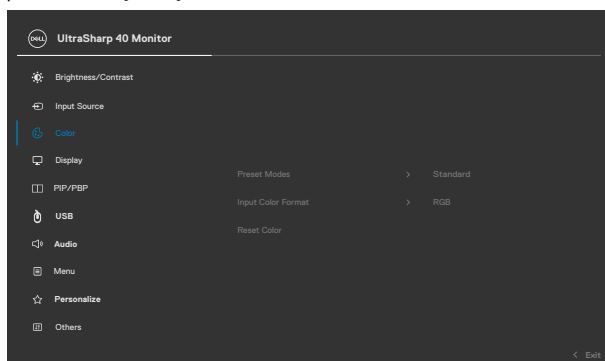 DELL UltraSharp 40 Monitor
Brightness/Contrast
Input Source
Color
Display
Preset Modes > Standard
PIP/PBP
Input Color Format > RGB
USB
Reset Color
Audio
Menu
Personalize
Others
< Exit